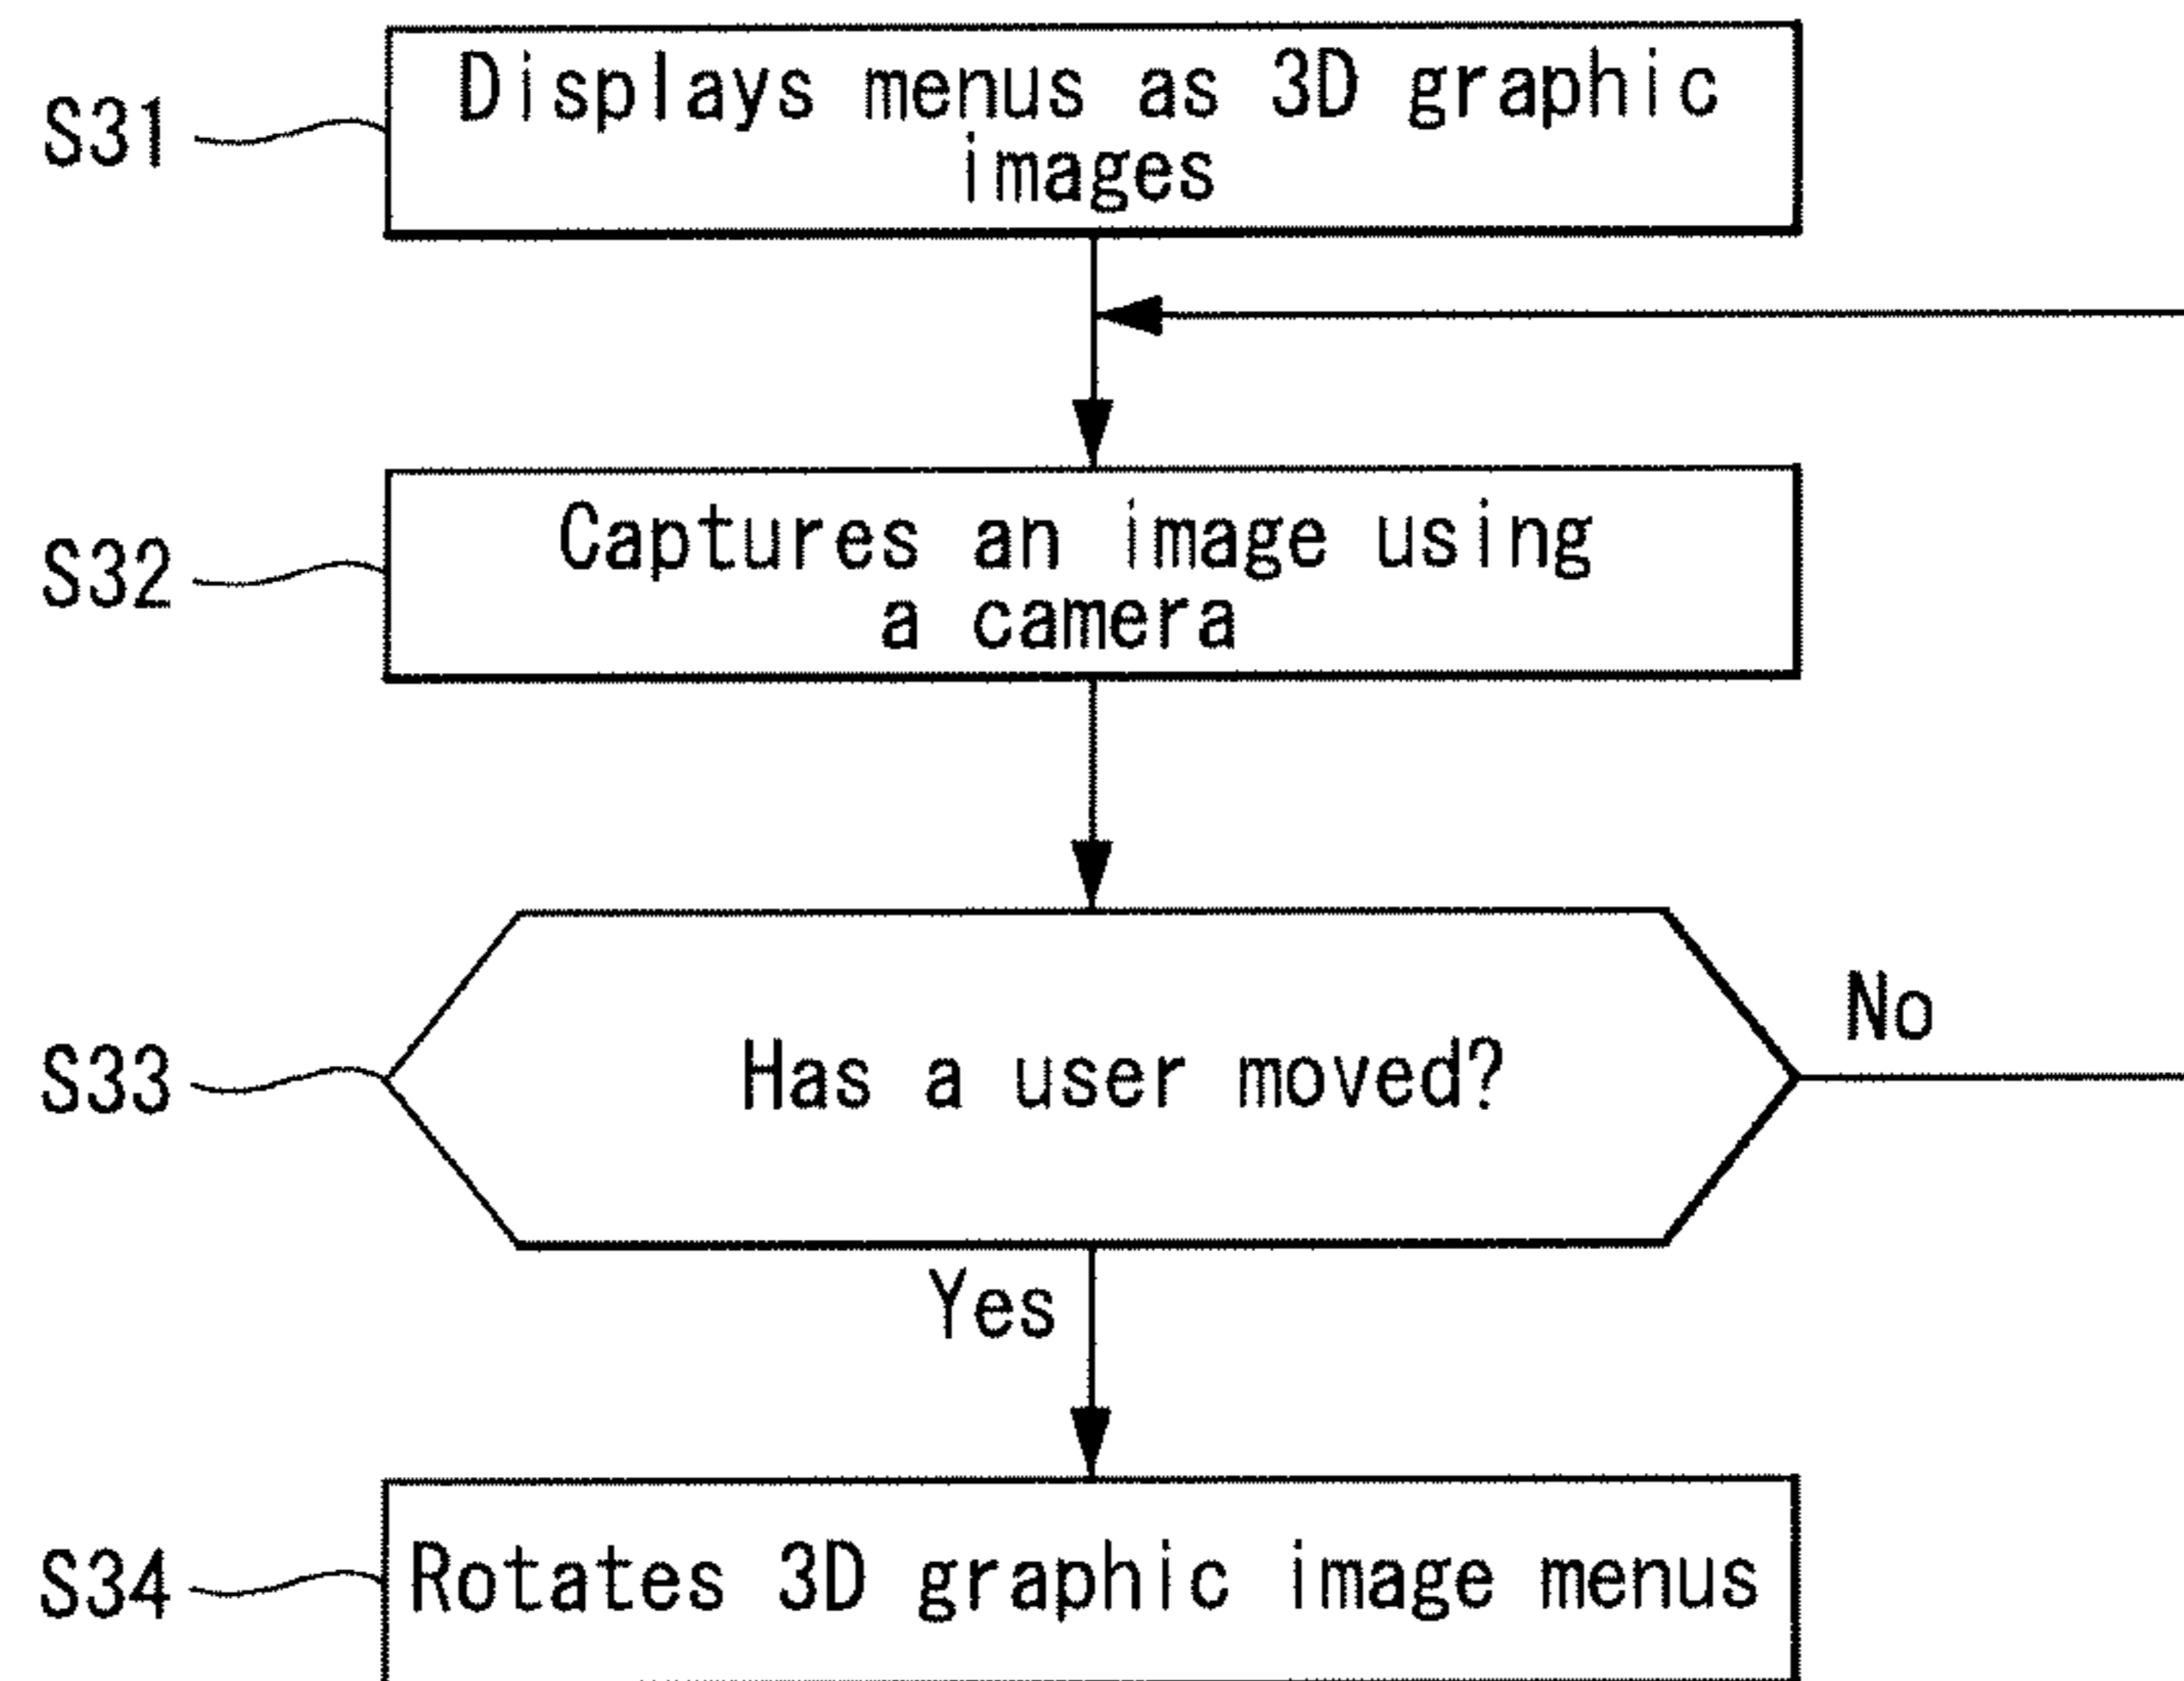 S31
Displays menus as 3D graphic
images
S32
Captures an image using
a camera
S33
Has a user moved?
No
Yes
S34
Rotates 3D graphic image menus